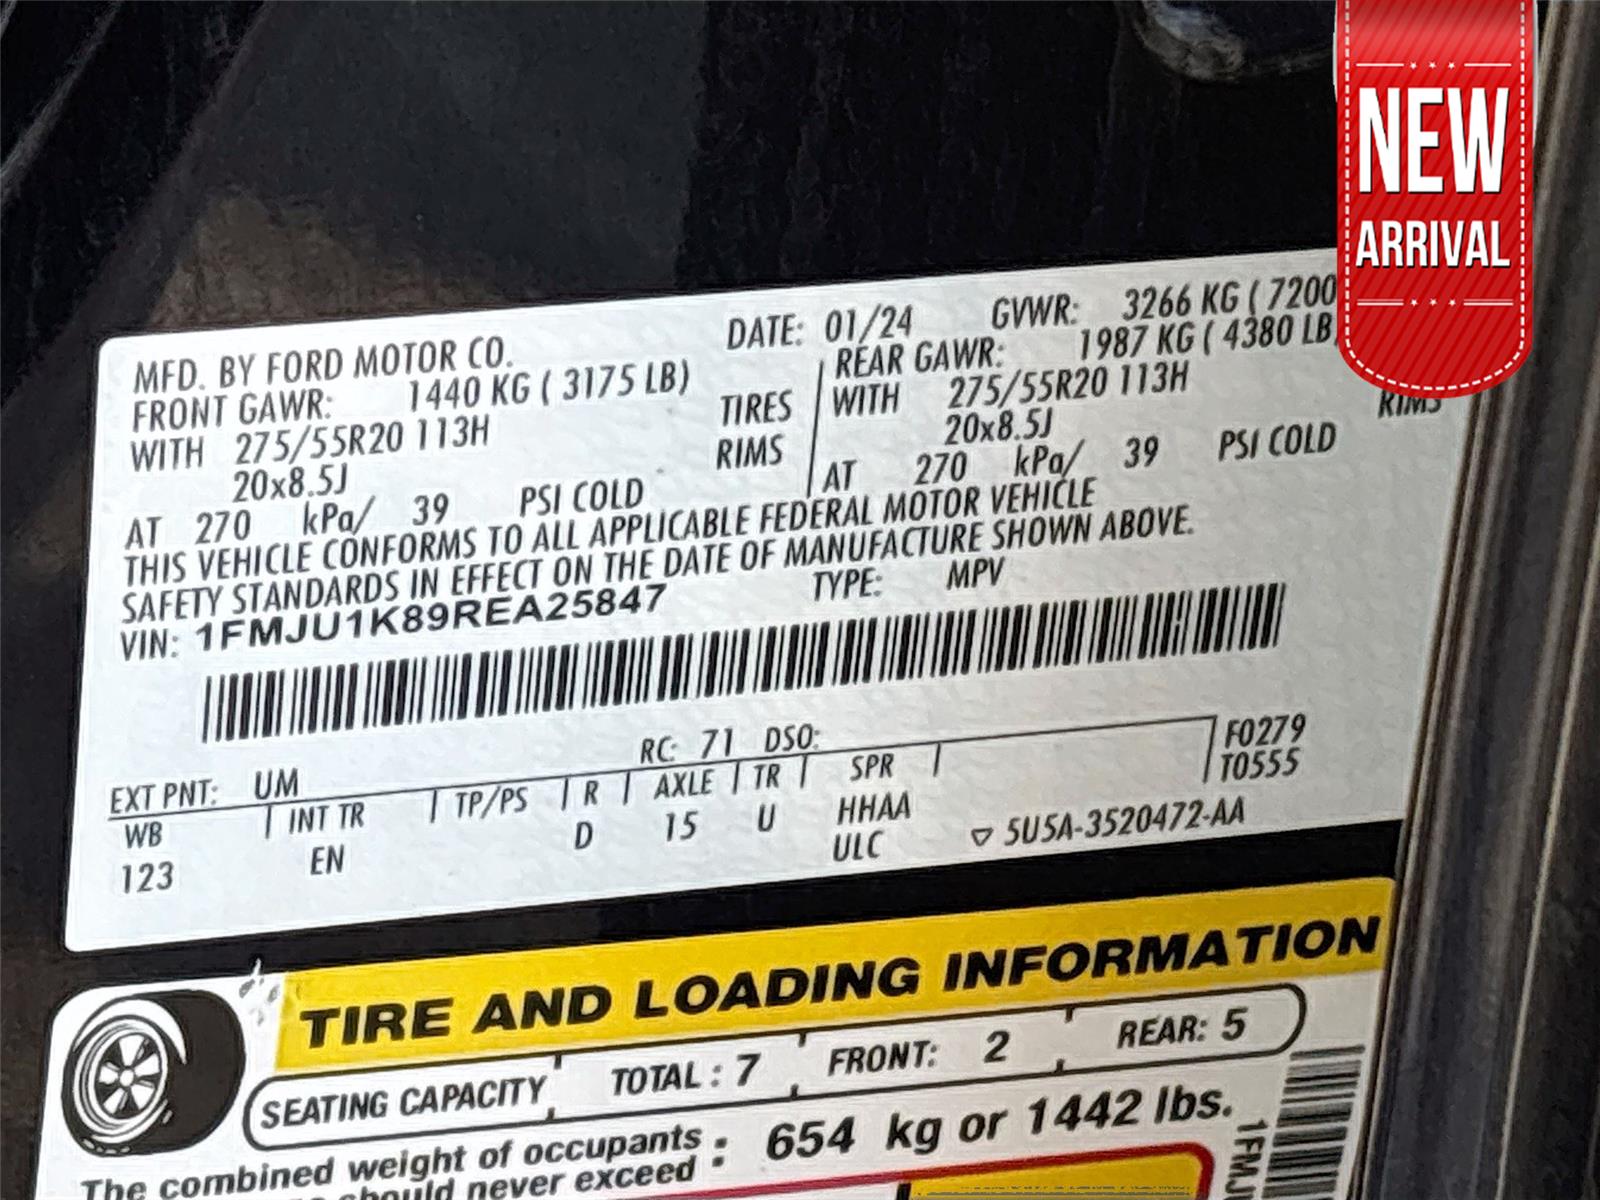 NEW
ARRIVAL
MFD. BY FORD MOTOR CO. DATE: 01/24 GVWR: 3266 KG ( 7200
FRONT GAWR: 1440 KG ( 3175 LB) REAR GAWR: 1987 KG ( 4380 LB
WITH 275/55R20 113H TIRES WITH 275/55R20 113H
20x8.5J RIMS 20x8.5J RIMS
AT 270 kPa/ 39 PSI COLD AT 270 kPa/ 39 PSI COLD
THIS VEHICLE CONFORMS TO ALL APPLICABLE FEDERAL MOTOR VEHICLE
SAFETY STANDARDS IN EFFECT ON THE DATE OF MANUFACTURE SHOWN ABOVE.
VIN: 1FMJU1K89REA25847 TYPE: MPV
EXT PNT: UM RC: 71 DSO: F0279
WB INT TR TP/PS R AXLE TR SPR T0555
123 EN D 15 U HHAA
ULC 5U5A-3520472-AA
TIRE AND LOADING INFORMATION
SEATING CAPACITY TOTAL : 7 FRONT: 2 REAR: 5
The combined weight of occupants : 654 kg or 1442 lbs.
should never exceed
1FMJU